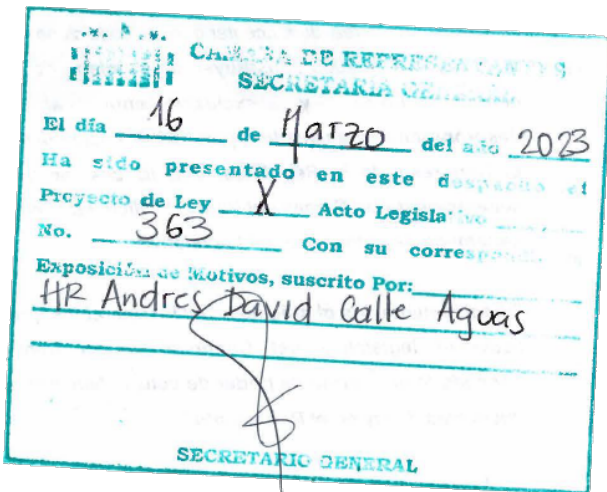 CAMARA DE REPRESENTANTES
SECRETARIA GENERAL
El día 16 de Marzo del año 2023
Ha sido presentado en este despacho el
Proyecto de Ley X Acto Legislativo
No. 363 Con su correspondiente
Exposición de Motivos, suscrito Por:
HR Andres David Calle Aguas
SECRETARIO GENERAL